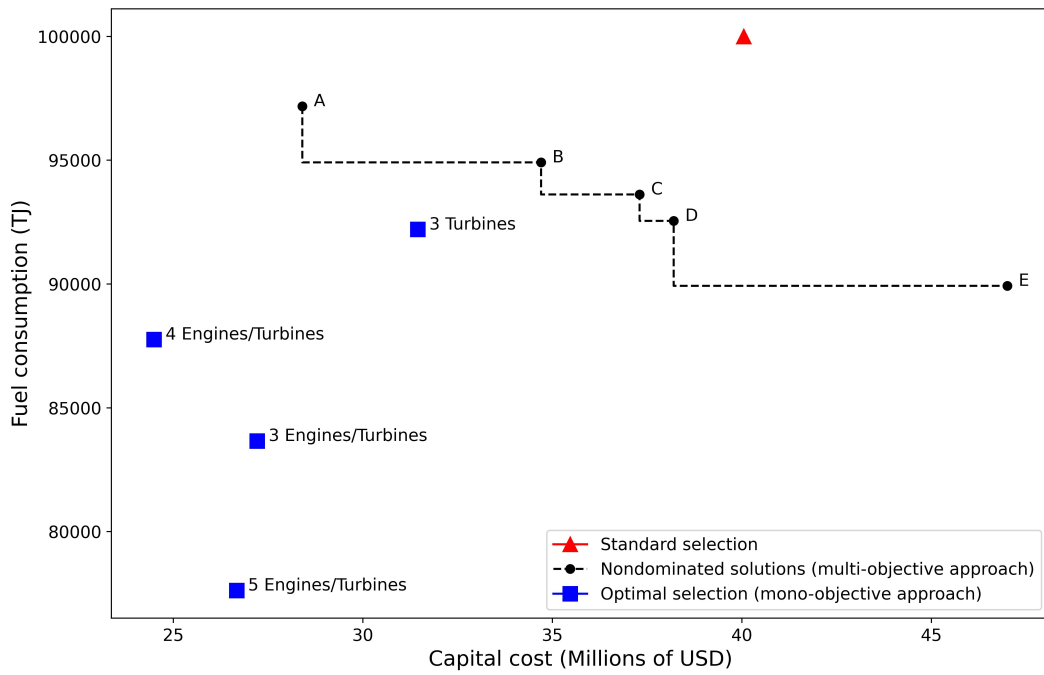 100000
95000
90000
85000
80000
Fuel consumption (TJ)
A
B
C
D
E
3 Turbines
4 Engines/Turbines
3 Engines/Turbines
5 Engines/Turbines
Standard selection
Nondominated solutions (multi-objective approach)
Optimal selection (mono-objective approach)
25 30 35 40 45
Capital cost (Millions of USD)